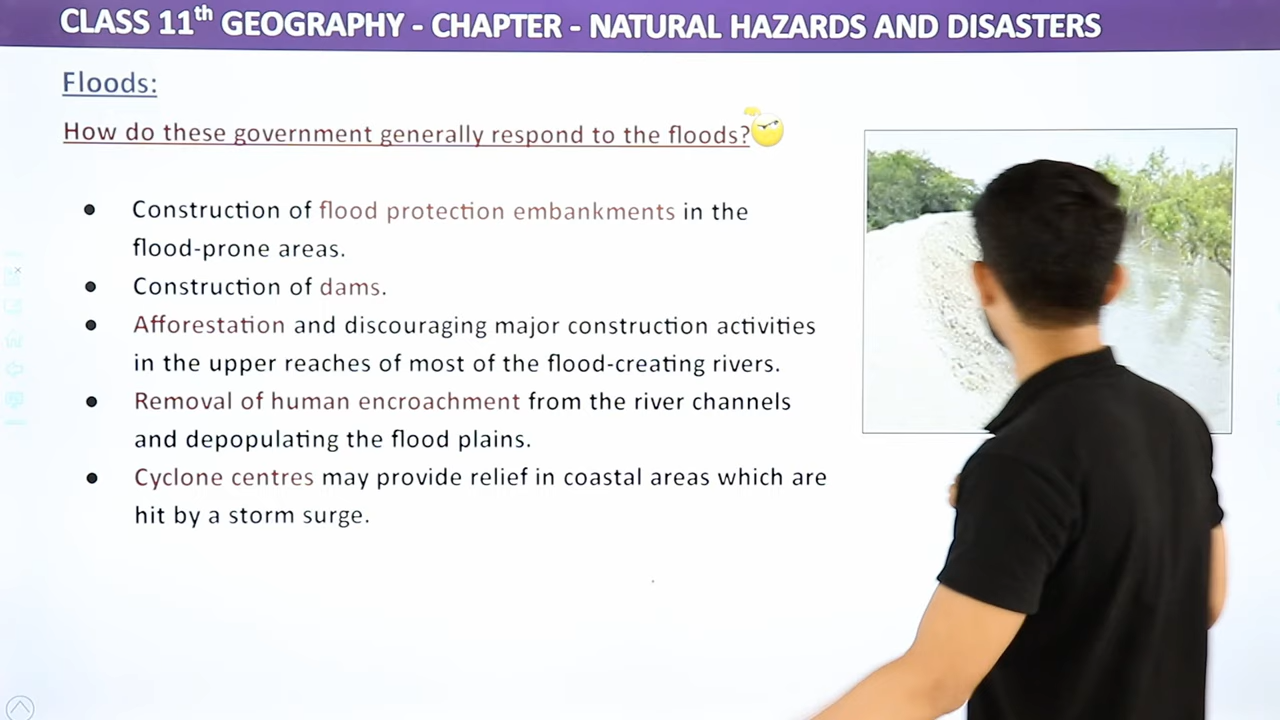 CLASS 11th GEOGRAPHY - CHAPTER - NATURAL HAZARDS AND DISASTERS
Floods:
How do these government generally respond to the floods?
● Construction of flood protection embankments in the
flood-prone areas.
● Construction of dams.
● Afforestation and discouraging major construction activities
in the upper reaches of most of the flood-creating rivers.
● Removal of human encroachment from the river channels
and depopulating the flood plains.
● Cyclone centres may provide relief in coastal areas which are
hit by a storm surge.